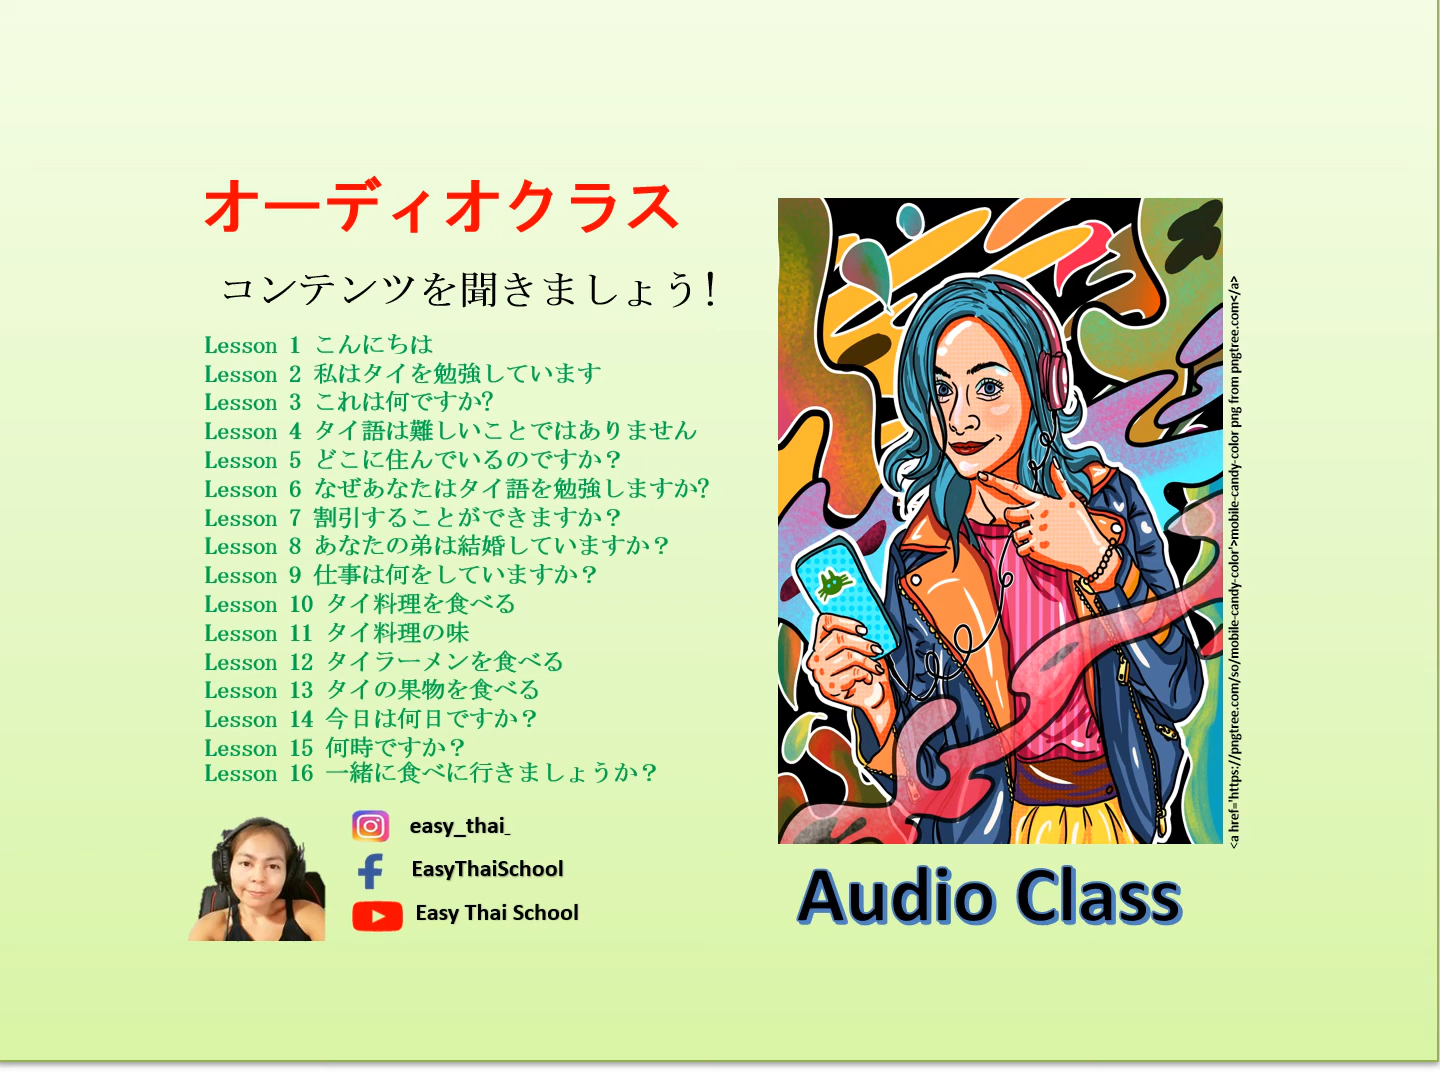 オーディオクラス
コンテンツを聞きましょう!
Lesson 1 こんにちは
Lesson 2 私はタイを勉強しています
Lesson 3 これは何ですか?
Lesson 4 タイ語は難しいことではありません
Lesson 5 どこに住んでいるのですか？
Lesson 6 なぜあなたはタイ語を勉強しますか?
Lesson 7 割引することができますか？
Lesson 8 あなたの弟は結婚していますか？
Lesson 9 仕事は何をしていますか？
Lesson 10 タイ料理を食べる
Lesson 11 タイ料理の味
Lesson 12 タイラーメンを食べる
Lesson 13 タイの果物を食べる
Lesson 14 今日は何日ですか？
Lesson 15 何時ですか？
Lesson 16 一緒に食べに行きましょうか？
easy_thai_
EasyThaiSchool
Easy Thai School
<a href='https://pngtree.com/so/mobile-candy-color'>mobile-candy-color png from pngtree.com</a>
Audio Class